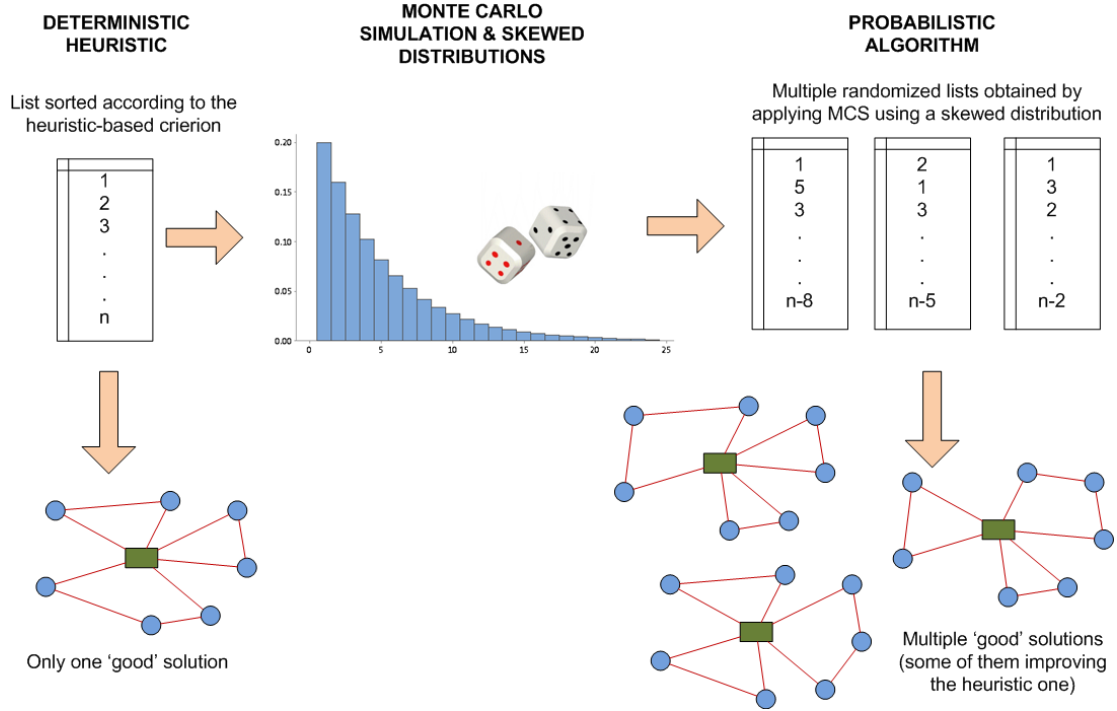 DETERMINISTIC
HEURISTIC
List sorted according to the
heuristic-based crierion
1
2
3
.
.
.
n
Only one ‘good’ solution
MONTE CARLO
SIMULATION & SKEWED
DISTRIBUTIONS
0.20
0.15
0.10
0.05
0.00
0
5
10
15
20
25
PROBABILISTIC
ALGORITHM
Multiple randomized lists obtained by
applying MCS using a skewed distribution
1
5
3
.
.
.
n-8
2
1
3
.
.
.
n-5
1
3
2
.
.
.
n-2
Multiple ‘good’ solutions
(some of them improving
the heuristic one)